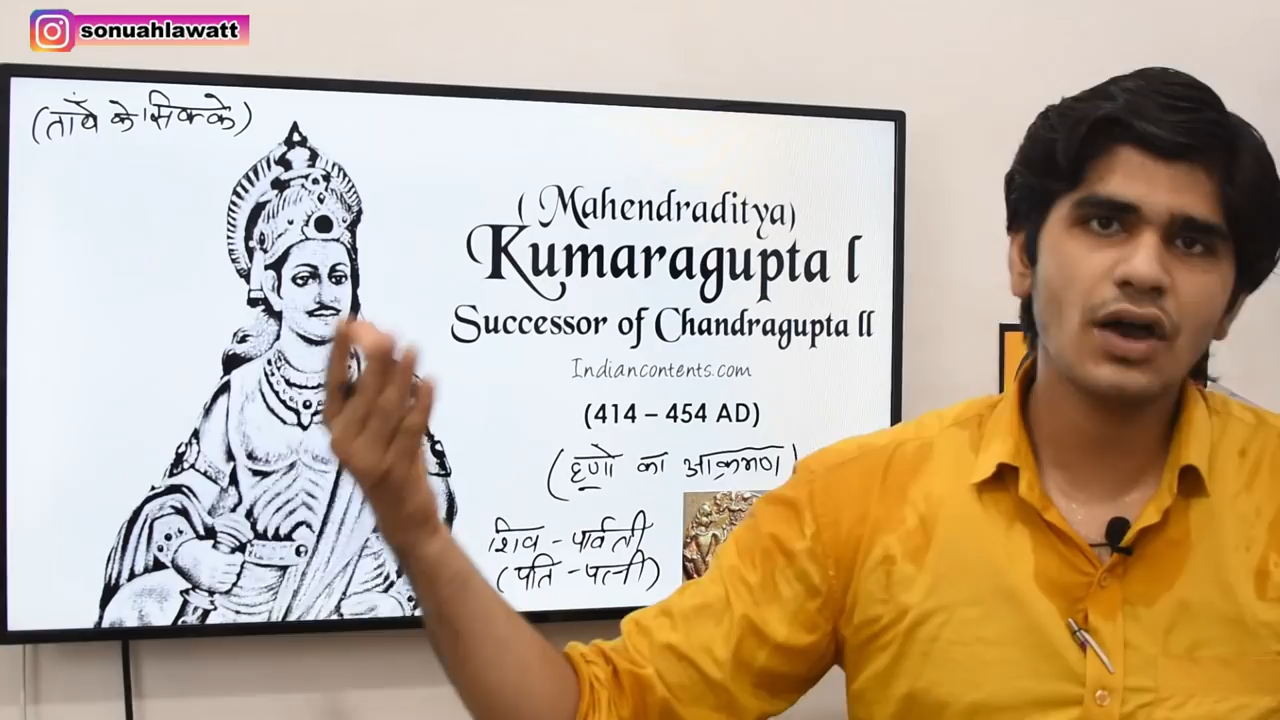 sonuahlawatt
(तांबे के सिक्के)
(Mahendraditya)
Kumaragupta I
Successor of Chandragupta II
Indiancontents.com
(414 – 454 AD)
(हूणो का आक्रमण)
शिव - पार्वती
(पति - पत्नी)